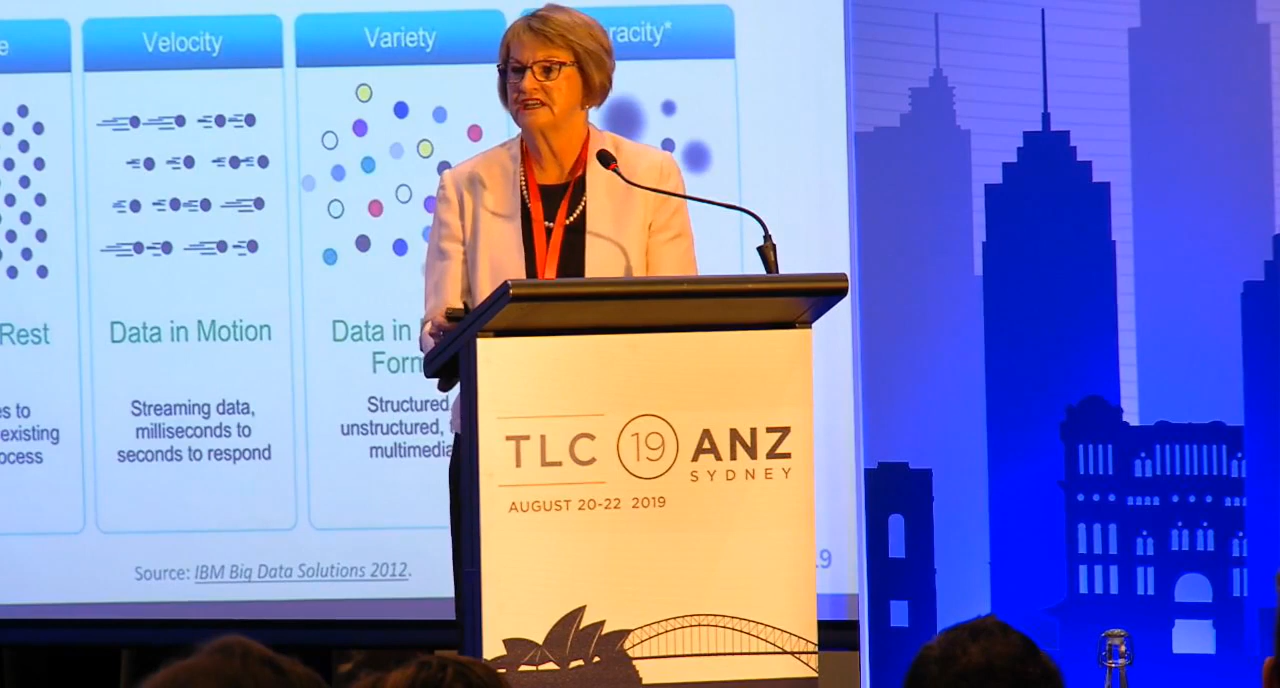 e
Velocity
Variety
racity*
Rest
Data in Motion
Data in
Form
es to
existing
ocess
Streaming data,
milliseconds to
seconds to respond
Structured
unstructured,
multimedia
Source: IBM Big Data Solutions 2012.
19
TLC 19 ANZ
SYDNEY
AUGUST 20-22 2019